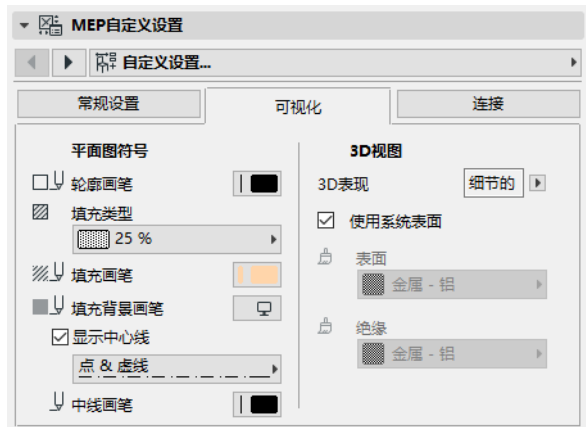 MEP自定义设置
自定义设置...
常规设置
可视化
连接
平面图符号
轮廓画笔
填充类型
25 %
填充画笔
填充背景画笔
显示中心线
点 & 虚线
中线画笔
3D视图
3D表现
细节的
使用系统表面
表面
金属 - 铝
绝缘
金属 - 铝